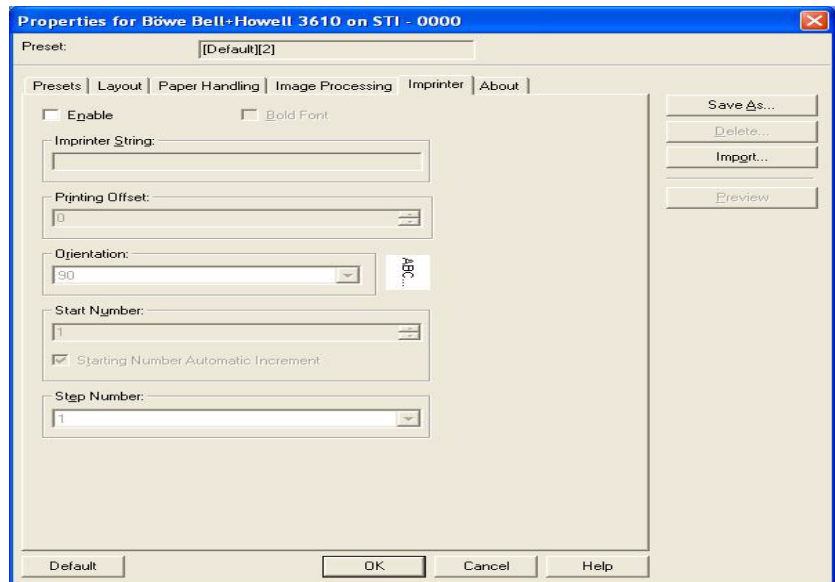 Properties for Böwe Bell+Howell 3610 on STI - 0000
Preset: [Default][2]
Presets Layout Paper Handling Image Processing Imprinter About
Enable Bold Font
Imprinter String:
Printing Offset:
0
Orientation:
90
ABC...
Start Number:
1
Starting Number Automatic Increment
Step Number:
1
Save As...
Delete...
Import...
Preview
Default OK Cancel Help